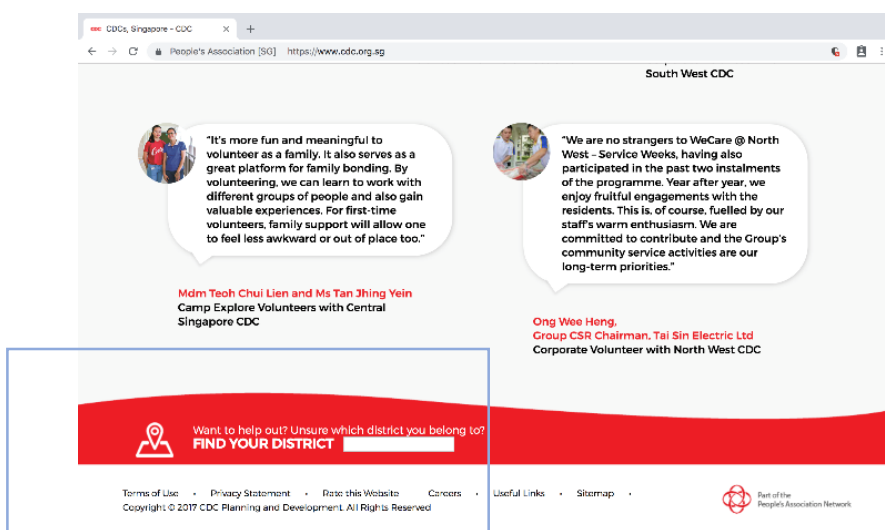 CDCs, Singapore - CDC
People's Association [SG] https://www.cdc.org.sg
South West CDC
"It's more fun and meaningful to
volunteer as a family. It also serves as a
great platform for family bonding. By
volunteering, we can learn to work with
different groups of people and also gain
valuable experiences. For first-time
volunteers, family support will allow one
to feel less awkward or out of place too."
Mdm Teoh Chui Lien and Ms Tan Jhing Yein
Camp Explore Volunteers with Central
Singapore CDC
"We are no strangers to WeCare @ North
West – Service Weeks, having also
participated in the past two instalments
of the programme. Year after year, we
enjoy fruitful engagements with the
residents. This is, of course, fuelled by our
staff's warm enthusiasm. We are
committed to contribute and the Group's
community service activities are our
long-term priorities."
Ong Wee Heng,
Group CSR Chairman, Tai Sin Electric Ltd
Corporate Volunteer with North West CDC
Want to help out? Unsure which district you belong to?
FIND YOUR DISTRICT
Terms of Use • Privacy Statement • Rate this Website Careers • Useful Links • Sitemap •
Copyright © 2017 CDC Planning and Development. All Rights Reserved
Part of the
People's Association Network